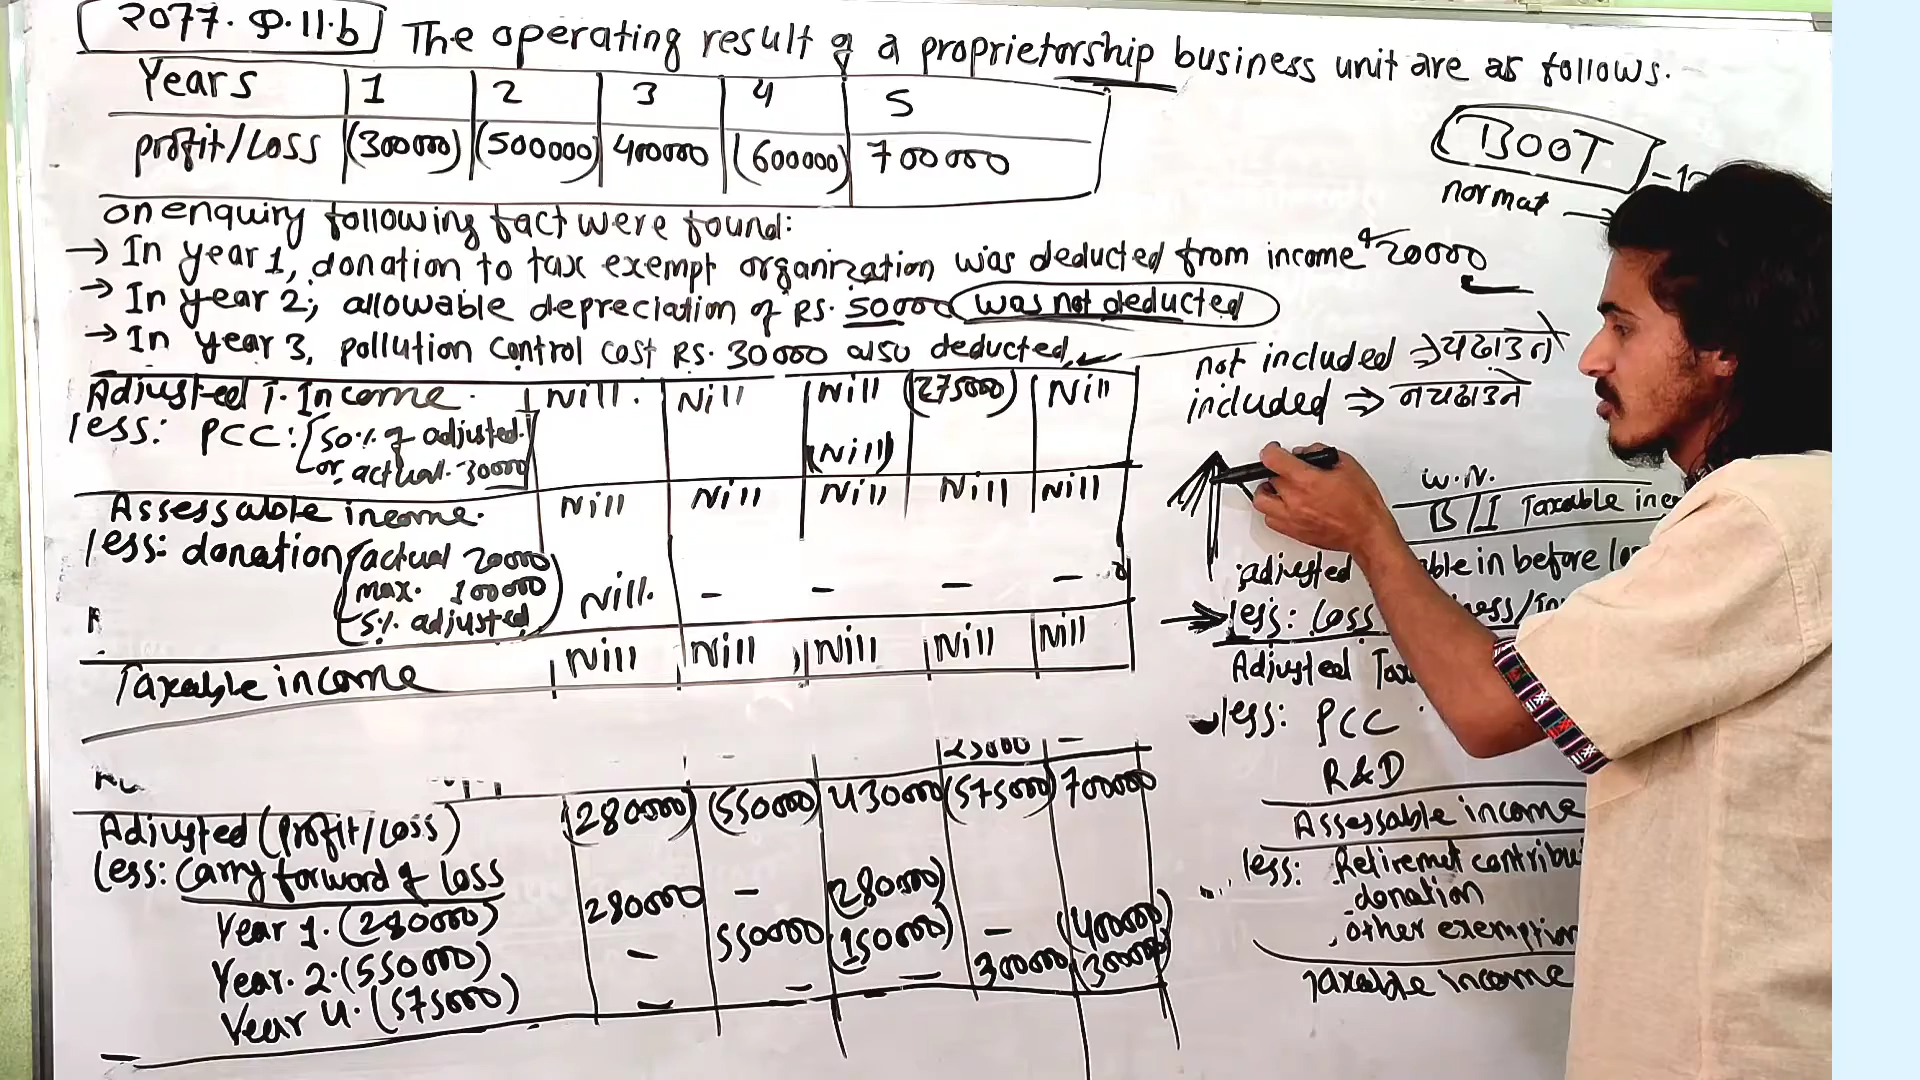 २०७७. Q.11.b The operating result of a proprietorship business unit are as follows.
Years 1 2 3 4 5
profit/Loss (300000) (500000) 400000 (600000) 700000
on enquiry following fact were found:
→ In year 1, donation to tax exempt organization was deducted from income 20000
→ In year 2; allowable depreciation of Rs. 50000 was not deducted
→ In year 3, pollution control cost Rs. 30000 also deducted.
Adjusted T. Income. Nill. Nill Nill (275000) Nill
less: PCC: 50% of adjusted. (Nill)
or actual. 30000
Assessable income. Nill Nill Nill Nill Nill
less: donation actual 20000
max. 100000 Nill. - - - -
5% adjusted
Taxable income Nill Nill Nill Nill Nill
25000 -
Adjusted (profit/Loss) (280000) (550000) 430000 (575000) 700000
Less: Carry forward of Loss
Year 1. (280000) 280000 - (280000)
Year. 2. (550000) - 550000 (150000) - (400000)
Year 4. (575000) - - - 300000 (300000)
BOOT
normat →
not included ⇒ घटाउने
included ⇒ नघटाउने
W.N.
B/I Taxable
adjusted
in before
less: Loss
Adjusted
less: PCC
R&D
Assessable income
less: Retiremet
donation
other exemption
Taxable income